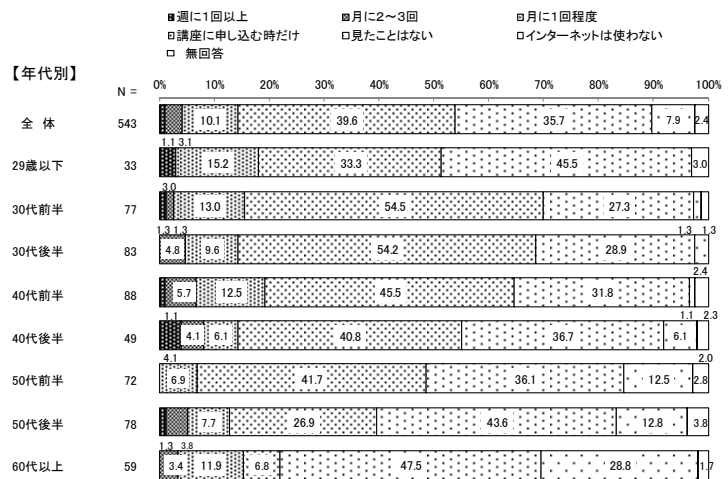 週に1回以上 月に2～3回 月に1回程度
講座に申し込む時だけ 見たことはない インターネットは使わない
無回答
【年代別】
N =
0% 10% 20% 30% 40% 50% 60% 70% 80% 90% 100%
全 体 543 10.1 39.6 35.7 7.9 2.4
1.1 3.1
29歳以下 33 15.2 33.3 45.5 3.0
3.0
30代前半 77 13.0 54.5 27.3
1.3 1.3 1.3 1.3
30代後半 83 4.8 9.6 54.2 28.9
2.4
40代前半 88 5.7 12.5 45.5 31.8
1.1 1.1 2.3
40代後半 49 4.1 6.1 40.8 36.7 6.1
4.1 2.0
50代前半 72 6.9 41.7 36.1 12.5 2.8
50代後半 78 7.7 26.9 43.6 12.8 3.8
1.3 3.8
60代以上 59 3.4 11.9 6.8 47.5 28.8 1.7